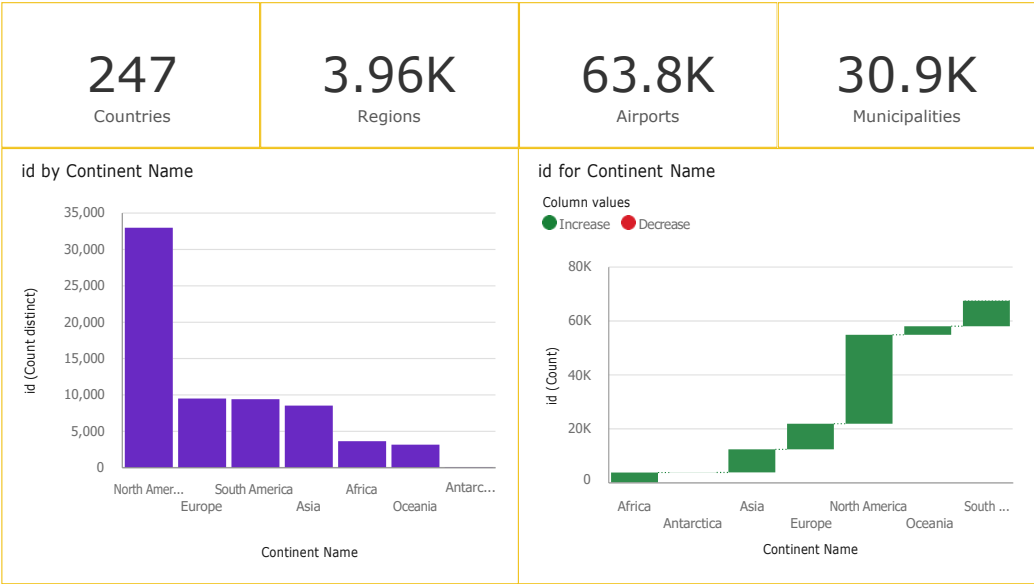 247
Countries
3.96K
Regions
63.8K
Airports
30.9K
Municipalities
id by Continent Name
id (Count distinct)
35,000
30,000
25,000
20,000
15,000
10,000
5,000
0
North Amer...
Europe
South America
Asia
Africa
Oceania
Antarc...
Continent Name
id for Continent Name
Column values
Increase
Decrease
id (Count)
80K
60K
40K
20K
0
Africa
Antarctica
Asia
Europe
North America
Oceania
South ...
Continent Name